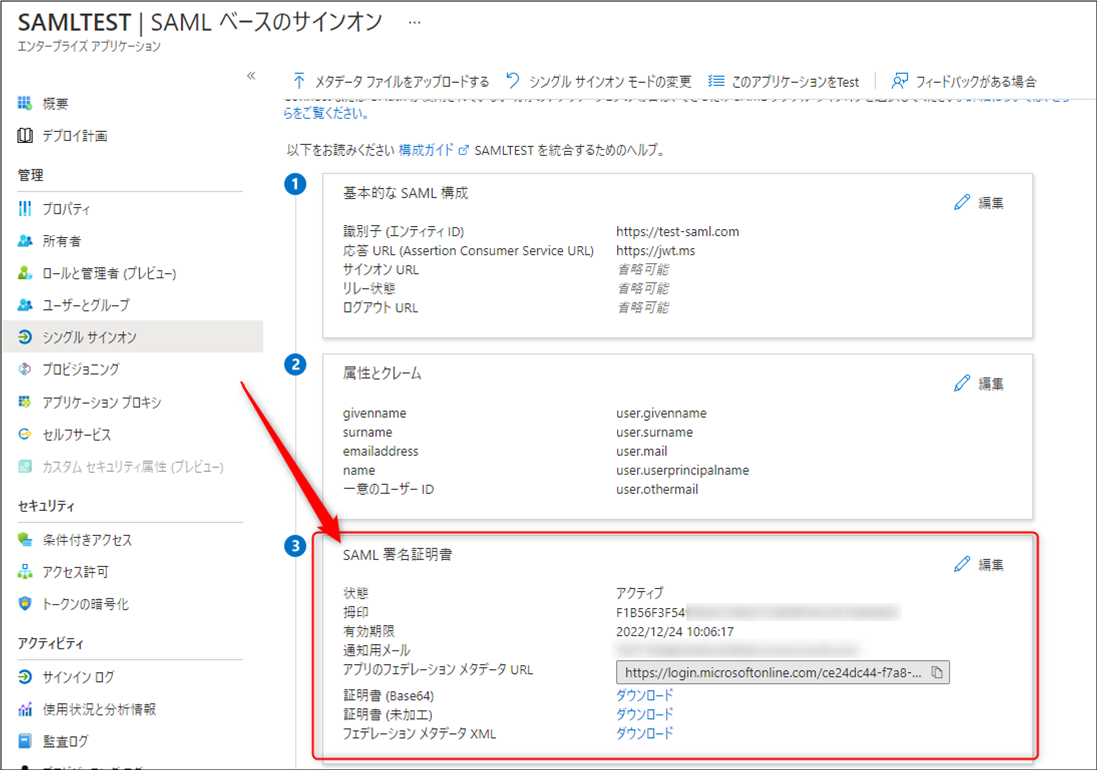 SAMLTEST | SAML ベースのサインオン …
エンタープライズ アプリケーション
«
メタデータ ファイルをアップロードする シングル サインオン モードの変更 このアプリケーションをTest フィードバックがある場合
らをご覧ください。
以下をお読みください 構成ガイド SAMLTEST を統合するためのヘルプ。
概要
デプロイ計画
管理
プロパティ
所有者
ロールと管理者 (プレビュー)
ユーザーとグループ
シングル サインオン
プロビジョニング
アプリケーション プロキシ
セルフサービス
カスタム セキュリティ属性 (プレビュー)
セキュリティ
条件付きアクセス
アクセス許可
トークンの暗号化
アクティビティ
サインイン ログ
使用状況と分析情報
監査ログ
1
基本的な SAML 構成
編集
識別子 (エンティティ ID) https://test-saml.com
応答 URL (Assertion Consumer Service URL) https://jwt.ms
サインオン URL 省略可能
リレー状態 省略可能
ログアウト URL 省略可能
2
属性とクレーム
編集
givenname user.givenname
surname user.surname
emailaddress user.mail
name user.userprincipalname
一意のユーザー ID user.othermail
3
SAML 署名証明書
編集
状態 アクティブ
拇印 F1B56F3F54
有効期限 2022/12/24 10:06:17
通知用メール
アプリのフェデレーション メタデータ URL https://login.microsoftonline.com/ce24dc44-f7a8-...
証明書 (Base64) ダウンロード
証明書 (未加工) ダウンロード
フェデレーション メタデータ XML ダウンロード